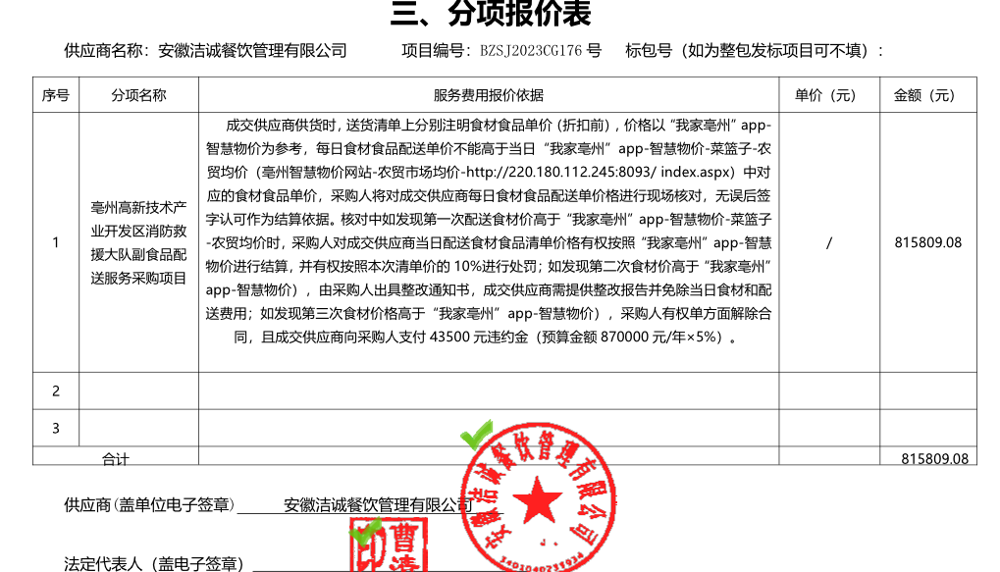 三、分项报价表
供应商名称：安徽洁诚餐饮管理有限公司 项目编号：BZSJ2023CG176 号 标包号（如为整包发标项目可不填）：
序号 分项名称 服务费用报价依据 单价（元） 金额（元）
1
亳州高新技术产
业开发区消防救
援大队副食品配
送服务采购项目
成交供应商供货时，送货清单上分别注明食材食品单价（折扣前），价格以“我家亳州”app-
智慧物价为参考，每日食材食品配送单价不能高于当日“我家亳州”app-智慧物价-菜篮子-农
贸均价（亳州智慧物价网站-农贸市场均价-http://220.180.112.245:8093/ index.aspx）中对
应的食材食品单价，采购人将对成交供应商每日食材食品配送单价格进行现场核对，无误后签
字认可作为结算依据。核对中如发现第一次配送食材价高于“我家亳州”app-智慧物价-菜篮子
-农贸均价时，采购人对成交供应商当日配送食材食品清单价格有权按照“我家亳州”app-智慧
物价进行结算，并有权按照本次清单价的 10%进行处罚；如发现第二次食材价高于“我家亳州”
app-智慧物价），由采购人出具整改通知书，成交供应商需提供整改报告并免除当日食材和配
送费用；如发现第三次食材价格高于“我家亳州”app-智慧物价），采购人有权单方面解除合
同，且成交供应商向采购人支付 43500 元违约金（预算金额 870000 元/年×5%）。
/
815809.08
2
3
合计 815809.08
供应商(盖单位电子签章) 安徽洁诚餐饮管理有限公司
安徽洁诚餐饮管理有限公司
法定代表人（盖电子签章）
曹
印